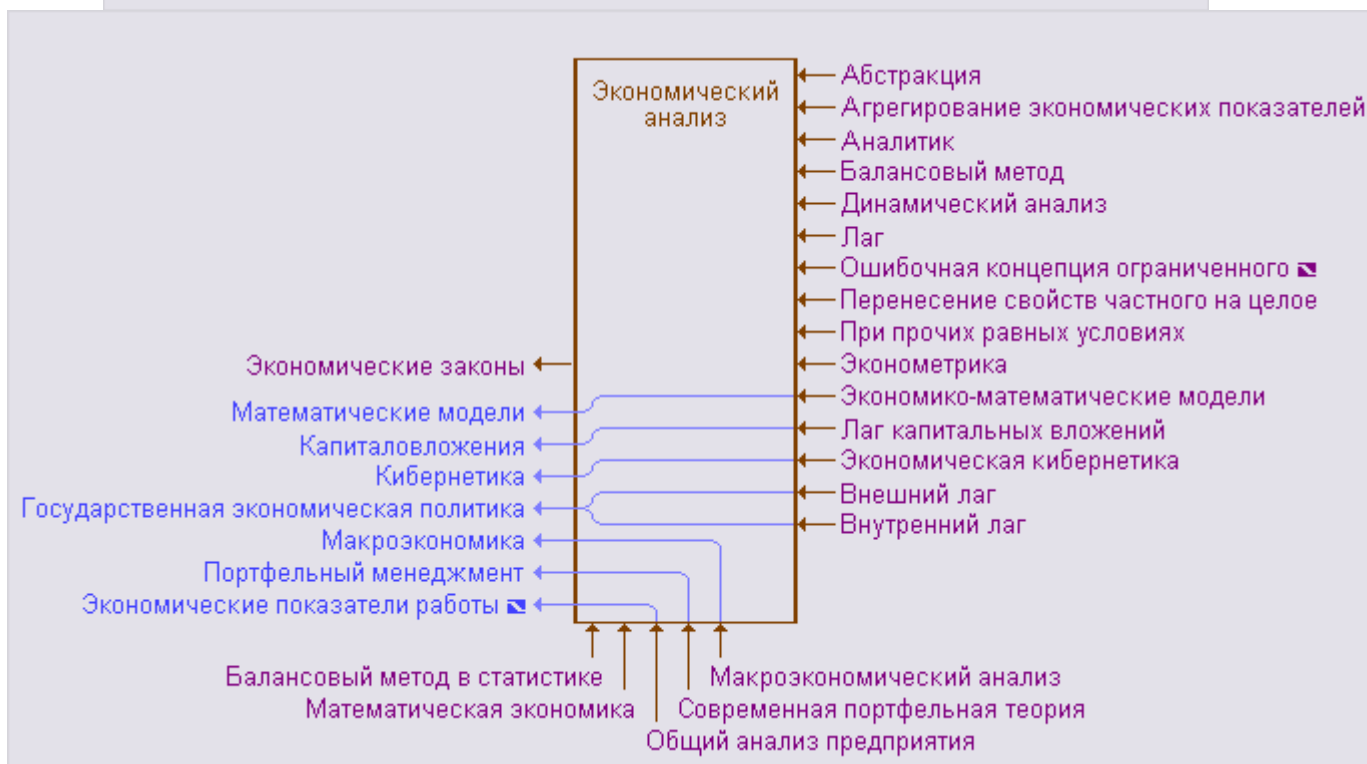 Экономический
анализ
Абстракция
Агрегирование экономических показателей
Аналитик
Балансовый метод
Динамический анализ
Лаг
Ошибочная концепция ограниченного
Перенесение свойств частного на целое
При прочих равных условиях
Эконометрика
Экономико-математические модели
Лаг капитальных вложений
Экономическая кибернетика
Внешний лаг
Внутренний лаг
Экономические законы
Математические модели
Капиталовложения
Кибернетика
Государственная экономическая политика
Макроэкономика
Портфельный менеджмент
Экономические показатели работы
Балансовый метод в статистике
Математическая экономика
Общий анализ предприятия
Современная портфельная теория
Макроэкономический анализ